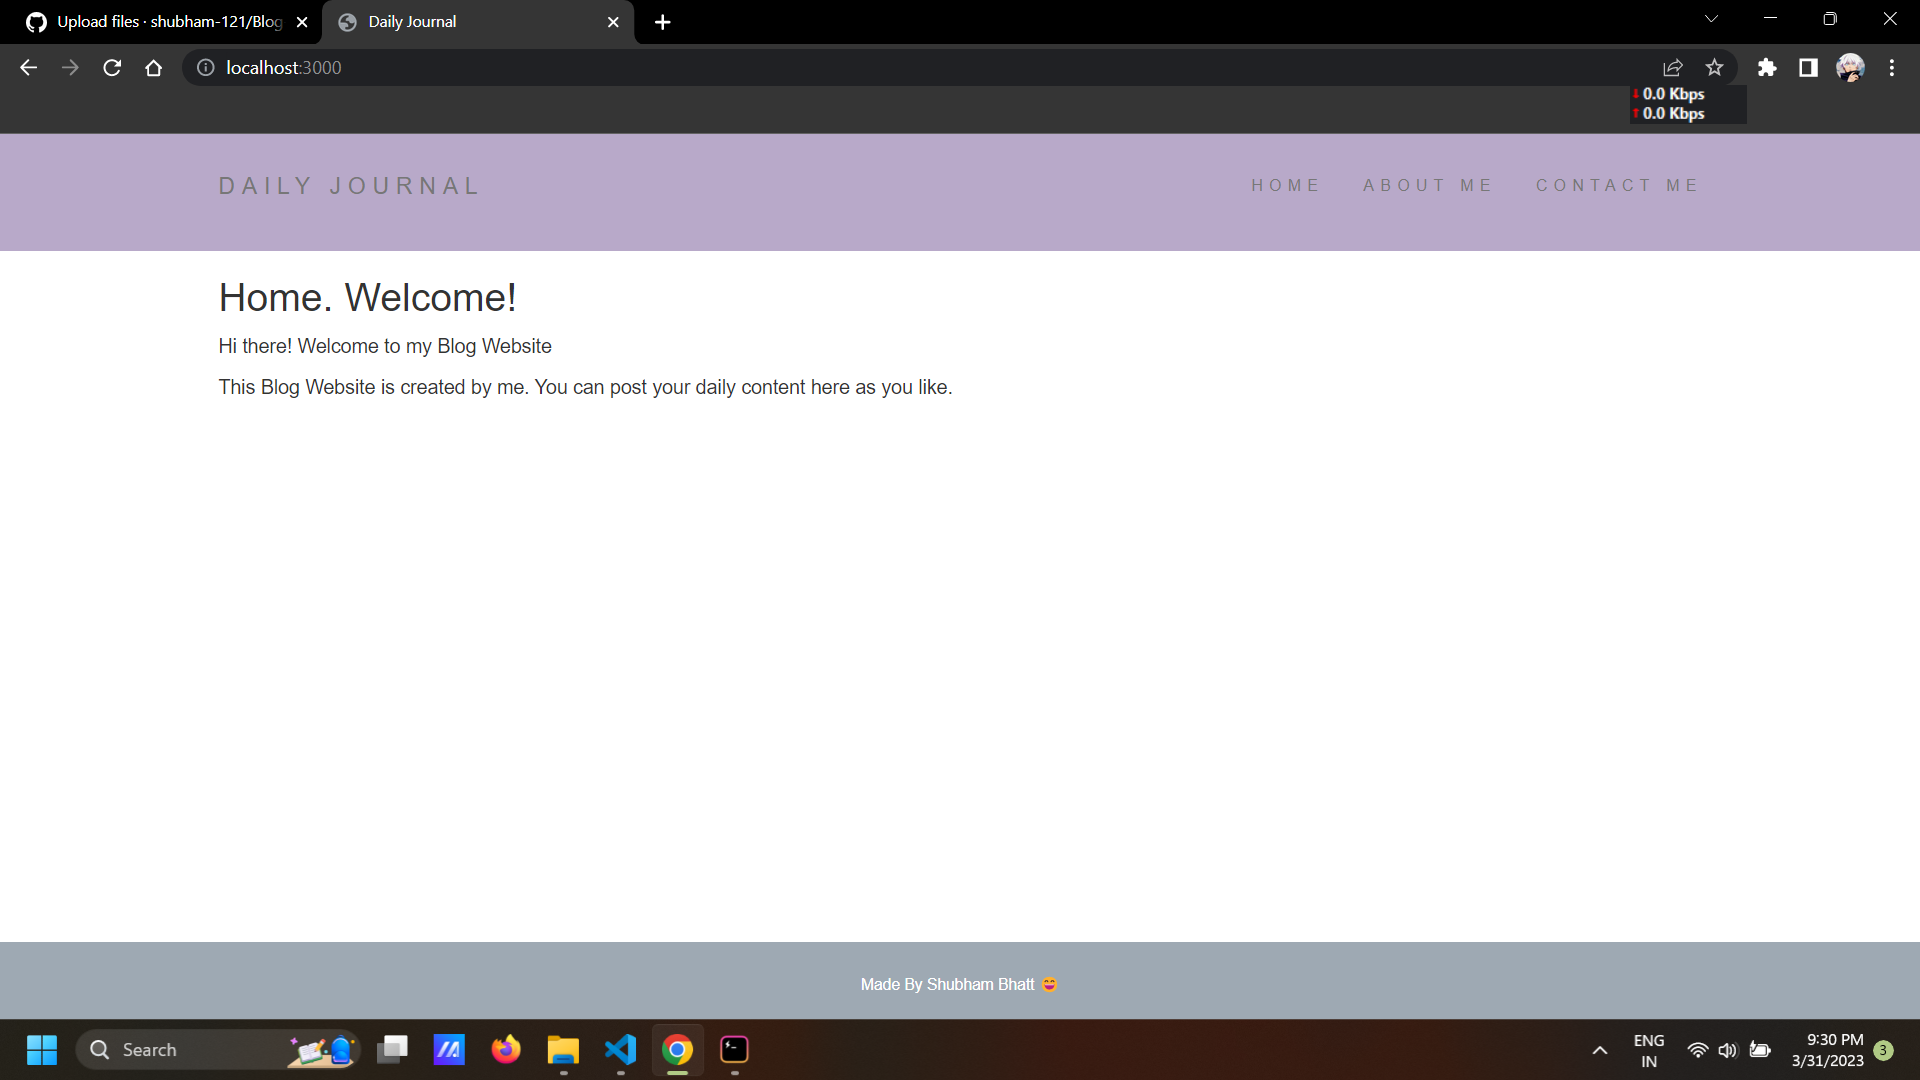 Upload files · shubham-121/Blog
Daily Journal
localhost:3000
0.0 Kbps
0.0 Kbps
DAILY JOURNAL
HOME ABOUT ME CONTACT ME
Home. Welcome!
Hi there! Welcome to my Blog Website
This Blog Website is created by me. You can post your daily content here as you like.
Made By Shubham Bhatt 😄
Search
ENG
IN
9:30 PM
3/31/2023
3